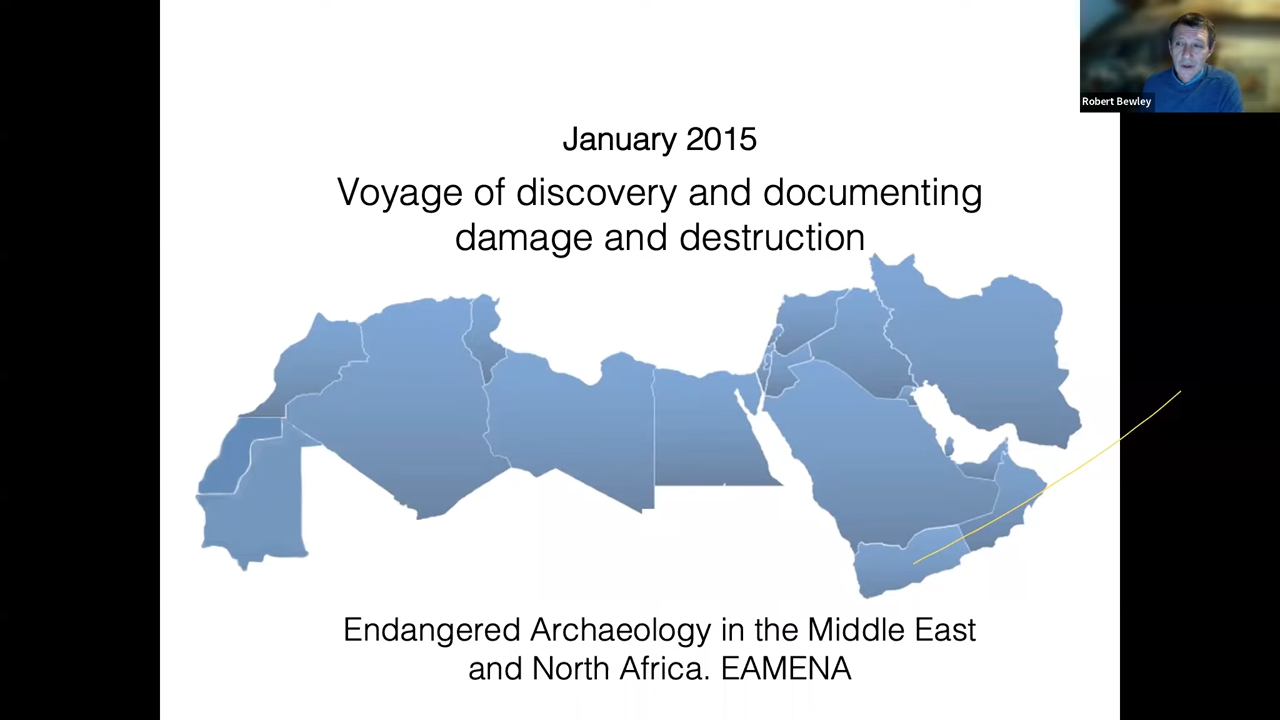 January 2015
Voyage of discovery and documenting
damage and destruction
Endangered Archaeology in the Middle East
and North Africa. EAMENA
Robert Bewley